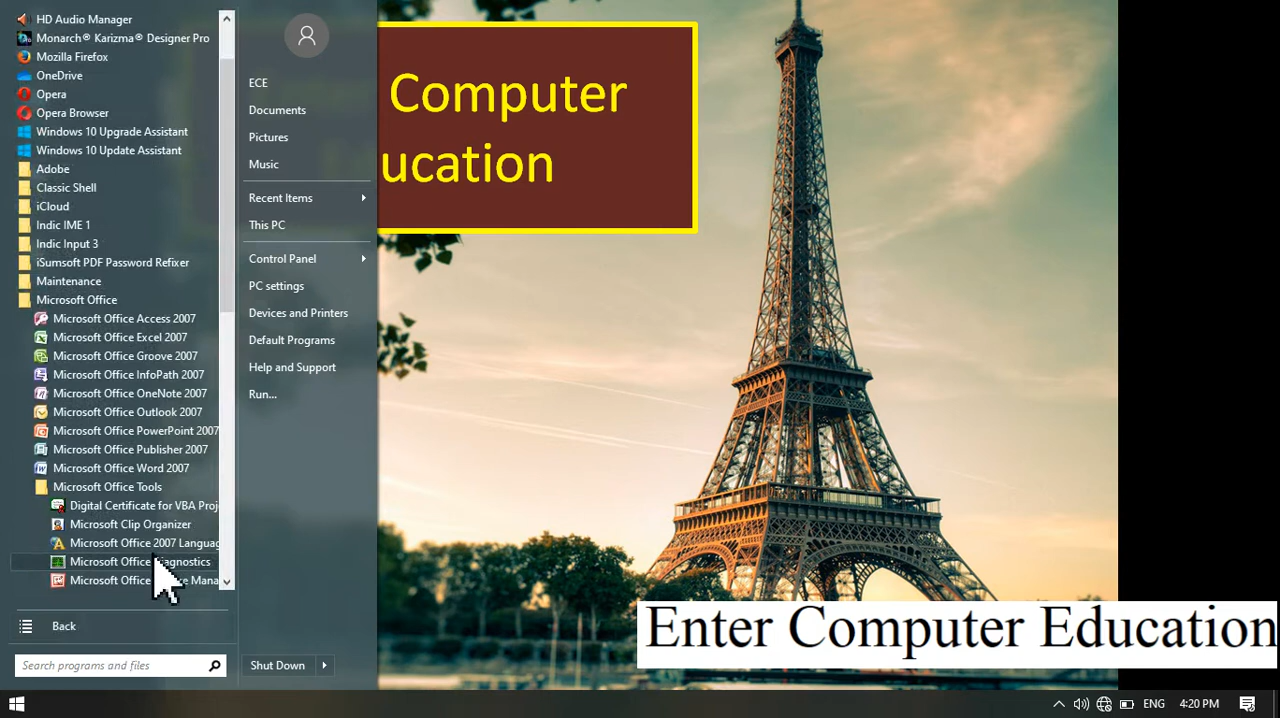 HD Audio Manager
Monarch® Karizma® Designer Pro
Mozilla Firefox
OneDrive
Opera
Opera Browser
Windows 10 Upgrade Assistant
Windows 10 Update Assistant
Adobe
Classic Shell
iCloud
Indic IME 1
Indic Input 3
iSumsoft PDF Password Refixer
Maintenance
Microsoft Office
Microsoft Office Access 2007
Microsoft Office Excel 2007
Microsoft Office Groove 2007
Microsoft Office InfoPath 2007
Microsoft Office OneNote 2007
Microsoft Office Outlook 2007
Microsoft Office PowerPoint 2007
Microsoft Office Publisher 2007
Microsoft Office Word 2007
Microsoft Office Tools
Digital Certificate for VBA Proj
Microsoft Clip Organizer
Microsoft Office 2007 Languag
Microsoft Office agnostics
Microsoft Office Mana
Back
Search programs and files
ECE
Documents
Pictures
Music
Recent Items
This PC
Control Panel
PC settings
Devices and Printers
Default Programs
Help and Support
Run...
Shut Down
Computer
ucation
Enter Computer Education
ENG
4:20 PM